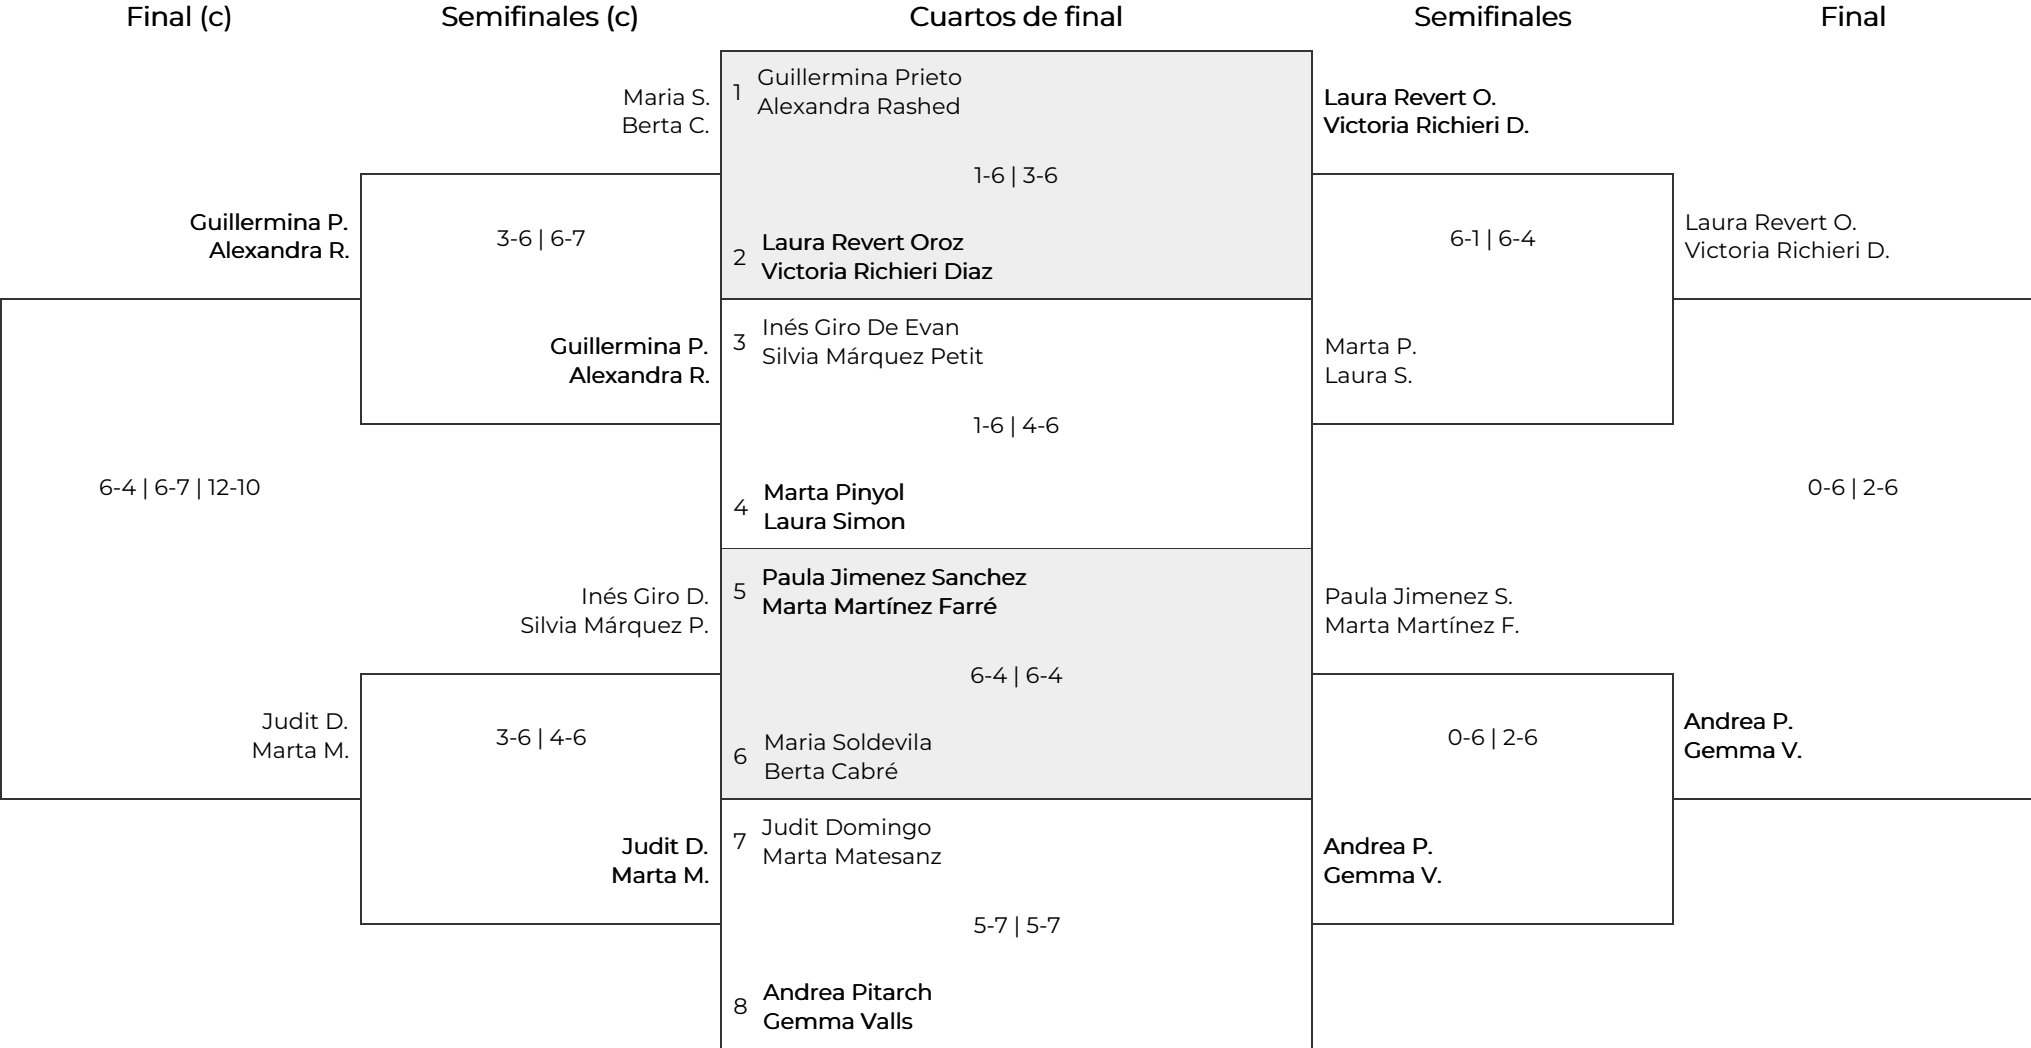 Final (c)
Semifinales (c)
Cuartos de final
Semifinales
Final
Guillermina P.
Alexandra R.
6-4 | 6-7 | 12-10
Judit D.
Marta M.
Maria S.
Berta C.
3-6 | 6-7
Guillermina P.
Alexandra R.
Inés Giro D.
Silvia Márquez P.
3-6 | 4-6
Judit D.
Marta M.
1
Guillermina Prieto
Alexandra Rashed
1-6 | 3-6
2
Laura Revert Oroz
Victoria Richieri Diaz
3
Inés Giro De Evan
Silvia Márquez Petit
1-6 | 4-6
4
Marta Pinyol
Laura Simon
5
Paula Jimenez Sanchez
Marta Martínez Farré
6-4 | 6-4
6
Maria Soldevila
Berta Cabré
7
Judit Domingo
Marta Matesanz
5-7 | 5-7
8
Andrea Pitarch
Gemma Valls
Laura Revert O.
Victoria Richieri D.
6-1 | 6-4
Marta P.
Laura S.
Paula Jimenez S.
Marta Martínez F.
0-6 | 2-6
Andrea P.
Gemma V.
Laura Revert O.
Victoria Richieri D.
0-6 | 2-6
Andrea P.
Gemma V.